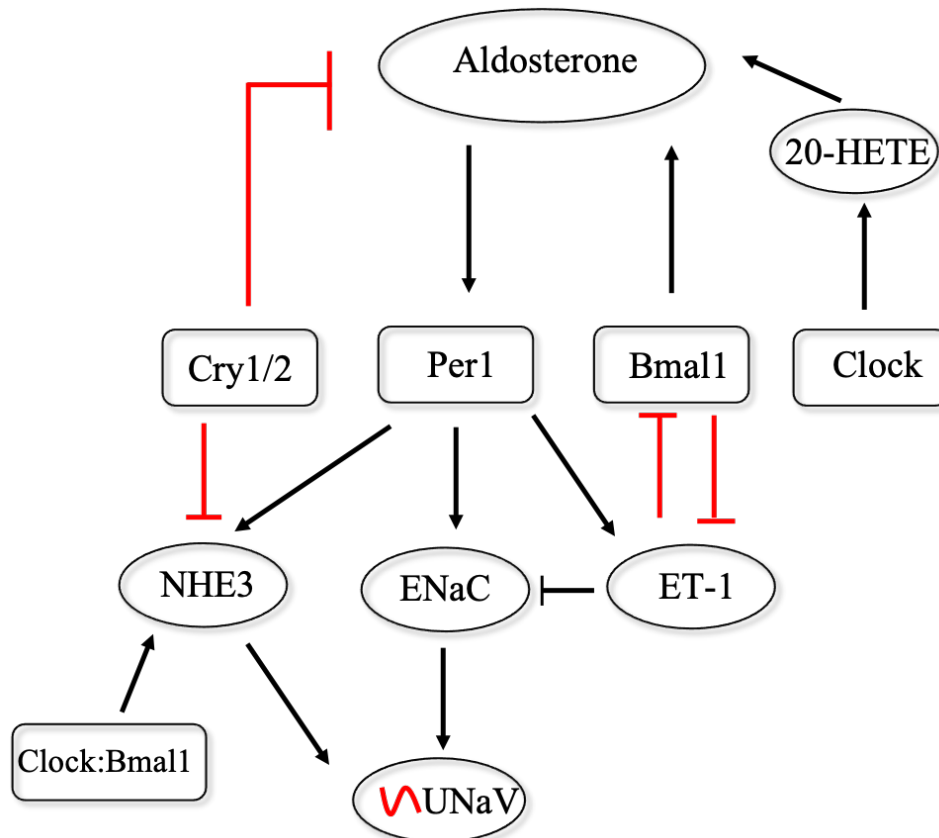 Aldosterone
20-HETE
Cry1/2
Per1
Bmal1
Clock
NHE3
ENaC
ET-1
Clock:Bmal1
UNaV